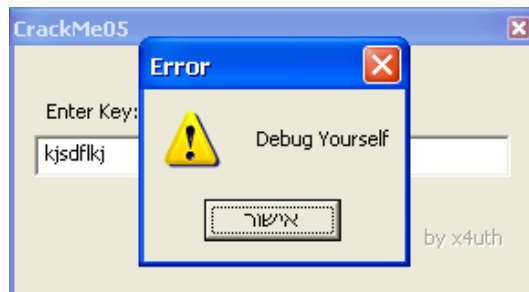 CrackMe05
Error
Enter Key:
kjsdflkj
Debug Yourself
אישור
by x4uth